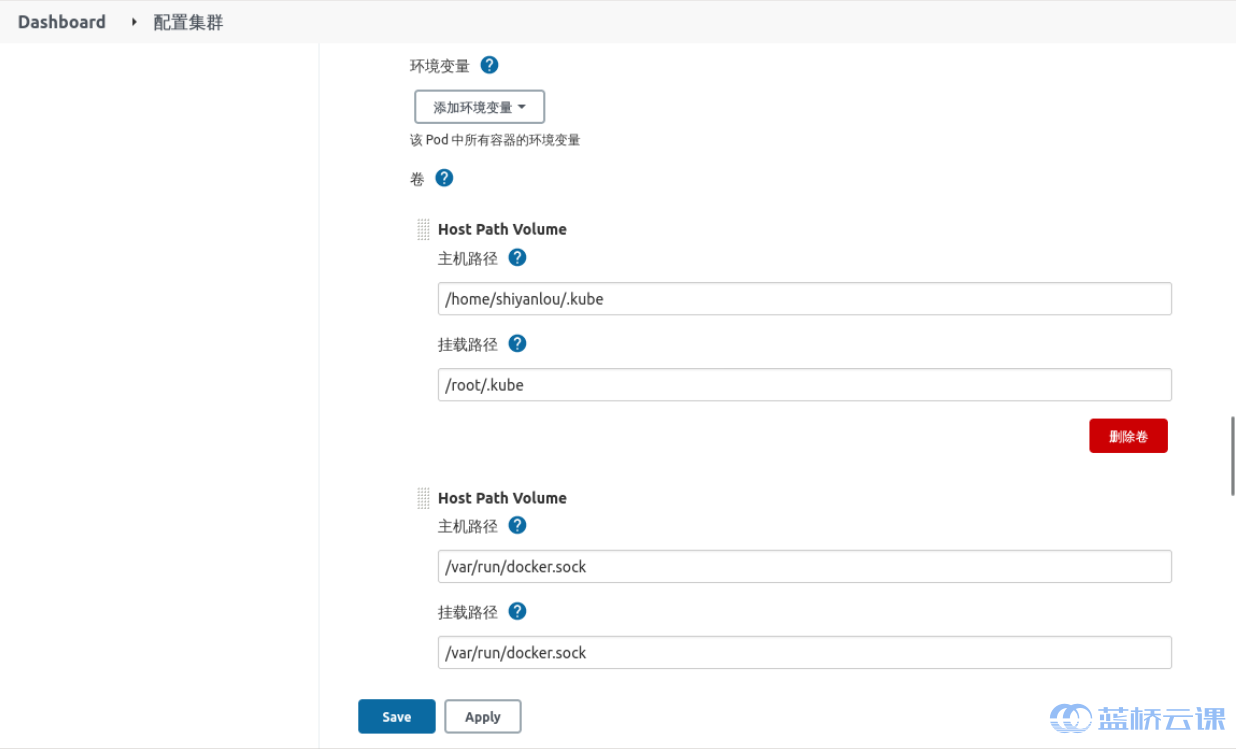 Dashboard 配置集群
环境变量 ?
添加环境变量
该 Pod 中所有容器的环境变量
卷 ?
Host Path Volume
主机路径 ?
/home/shiyanlou/.kube
挂载路径 ?
/root/.kube
删除卷
Host Path Volume
主机路径 ?
/var/run/docker.sock
挂载路径 ?
/var/run/docker.sock
Save Apply
蓝桥云课